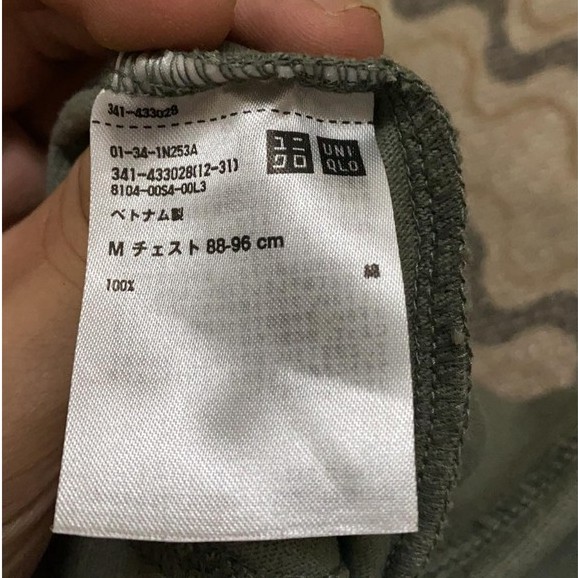 341-433028
01-34-1N253A
341-433028(12-31)
8104-00S4-00L3
ユニ
クロ
UNI
QLO
ベトナム製
M チェスト 88-96 cm
綿
100%